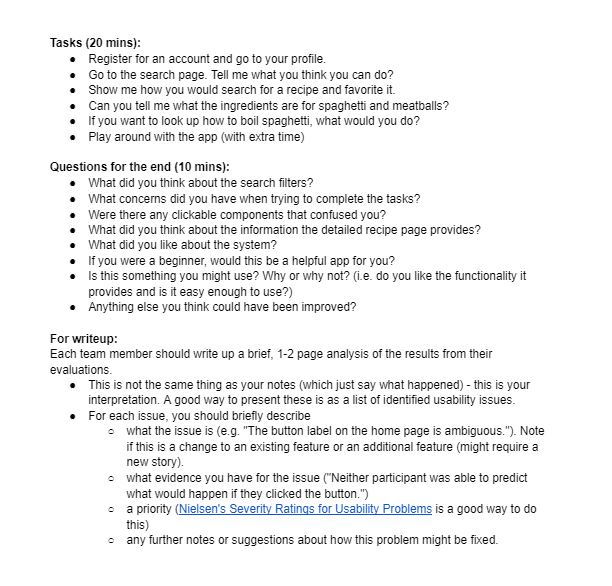 Tasks (20 mins):
● Register for an account and go to your profile.
● Go to the search page. Tell me what you think you can do?
● Show me how you would search for a recipe and favorite it.
● Can you tell me what the ingredients are for spaghetti and meatballs?
● If you want to look up how to boil spaghetti, what would you do?
● Play around with the app (with extra time)
Questions for the end (10 mins):
● What did you think about the search filters?
● What concerns did you have when trying to complete the tasks?
● Were there any clickable components that confused you?
● What did you think about the information the detailed recipe page provides?
● What did you like about the system?
● If you were a beginner, would this be a helpful app for you?
● Is this something you might use? Why or why not? (i.e. do you like the functionality it
provides and is it easy enough to use?)
● Anything else you think could have been improved?
For writeup:
Each team member should write up a brief, 1-2 page analysis of the results from their
evaluations.
● This is not the same thing as your notes (which just say what happened) - this is your
interpretation. A good way to present these is as a list of identified usability issues.
● For each issue, you should briefly describe
○ what the issue is (e.g. "The button label on the home page is ambiguous."). Note
if this is a change to an existing feature or an additional feature (might require a
new story).
○ what evidence you have for the issue ("Neither participant was able to predict
what would happen if they clicked the button.")
○ a priority (Nielsen's Severity Ratings for Usability Problems is a good way to do
this)
○ any further notes or suggestions about how this problem might be fixed.